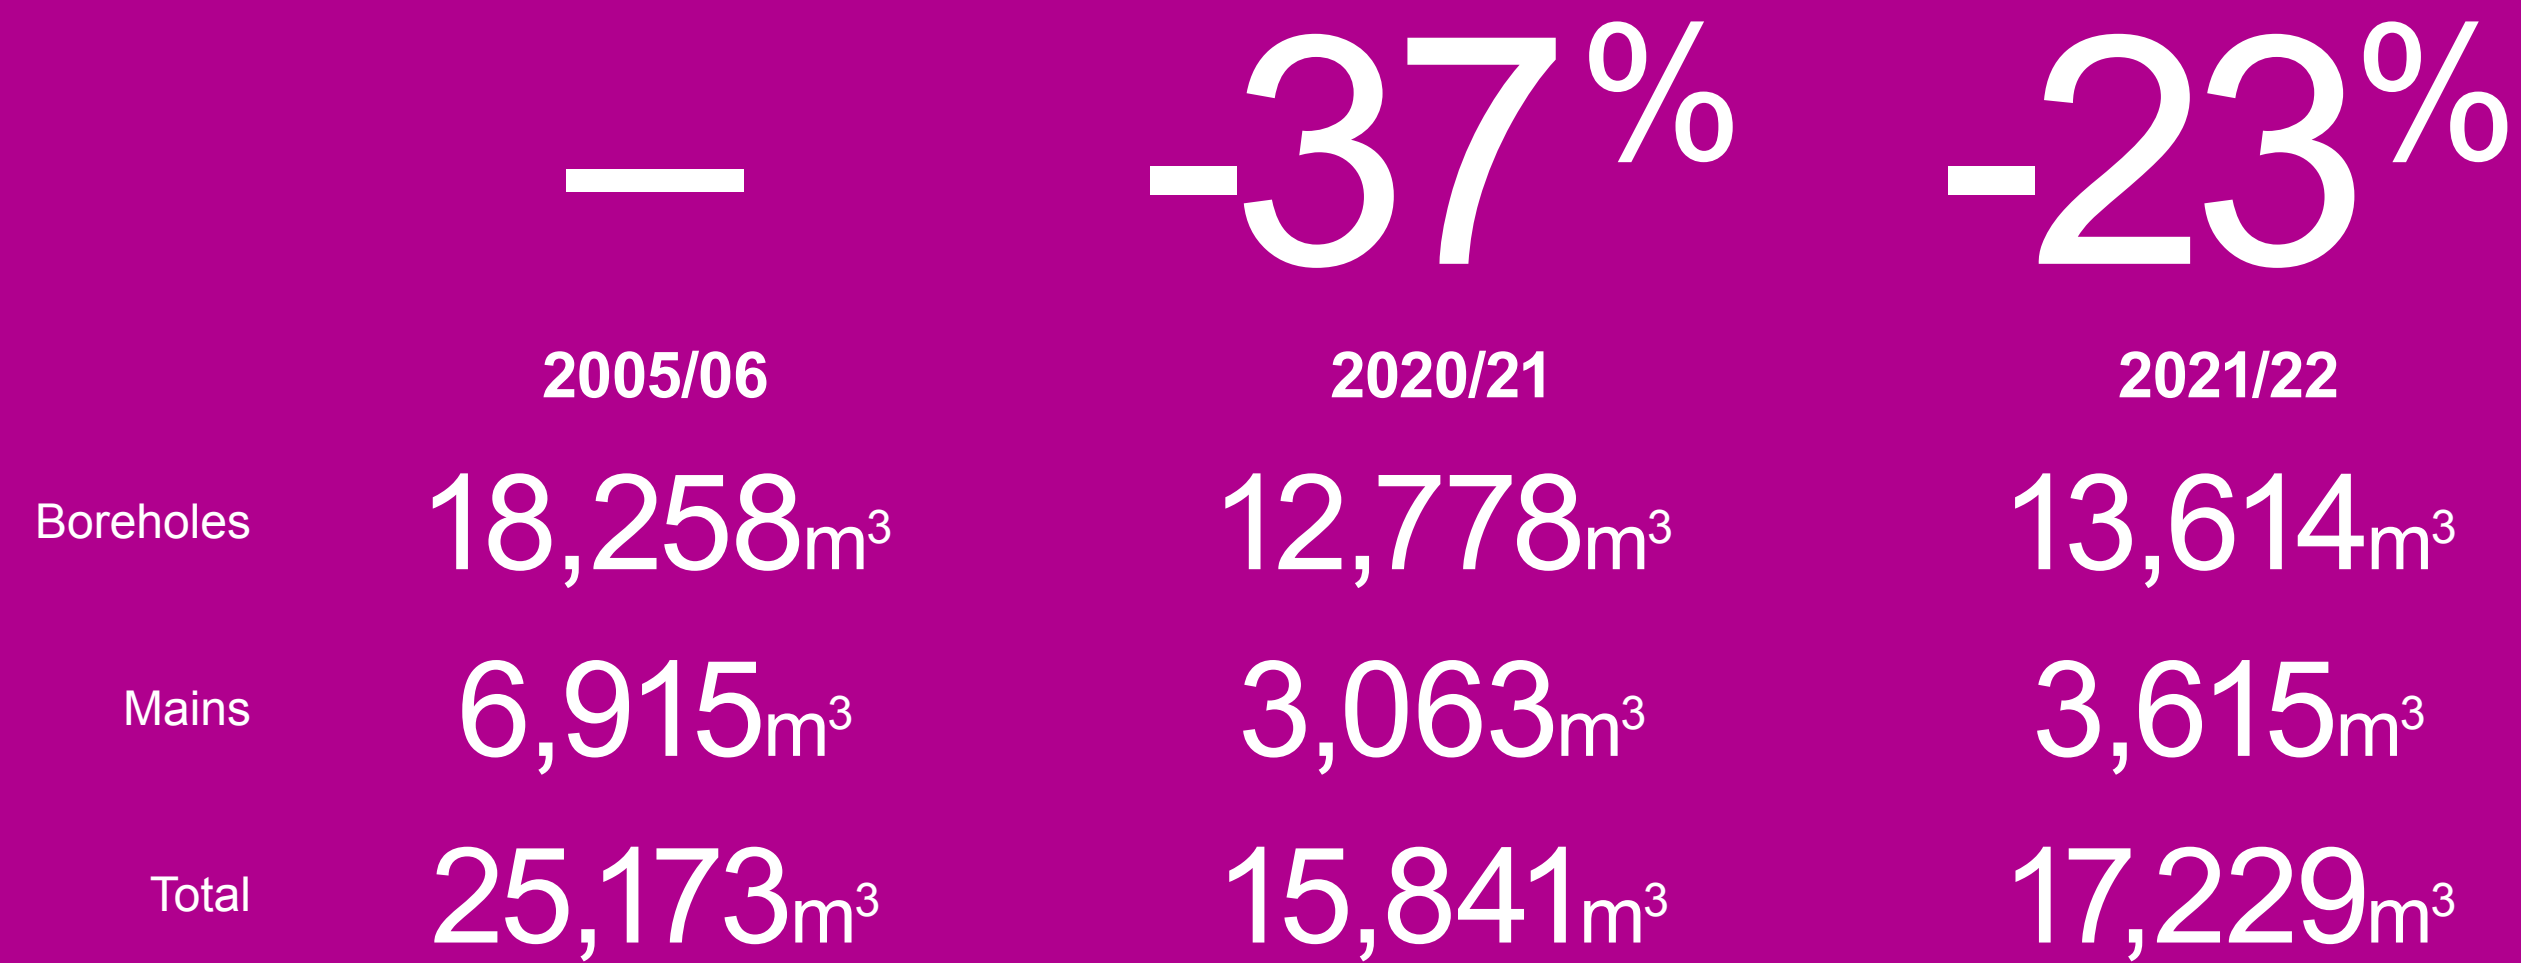 — -37% -23%
2005/06 2020/21 2021/22
Boreholes 18,258m³ 12,778m³ 13,614m³
Mains 6,915m³ 3,063m³ 3,615m³
Total 25,173m³ 15,841m³ 17,229m³